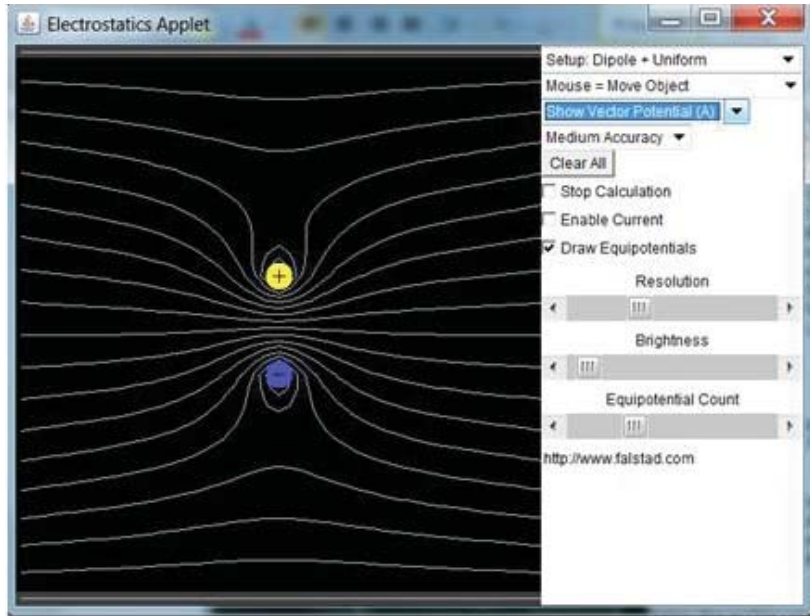 Electrostatics Applet
Setup: Dipole + Uniform
Mouse = Move Object
Show Vector Potential (A)
Medium Accuracy
Clear All
Stop Calculation
Enable Current
Draw Equipotentials
Resolution
Brightness
Equipotential Count
http://www.falstad.com
+
-